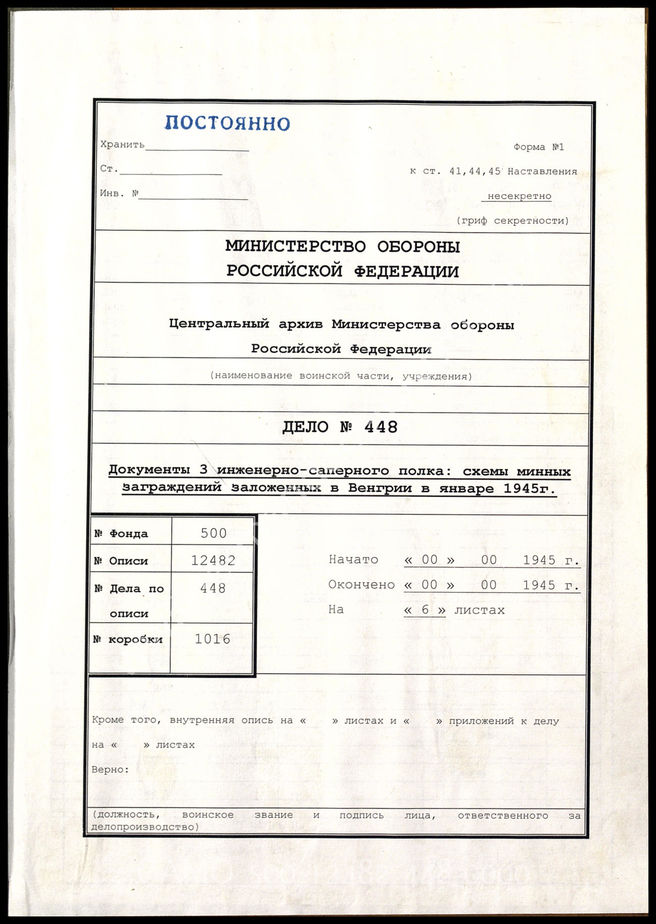 ПОСТОЯННО
Хранить
Форма №1
Ст.
к ст. 41,44,45 Наставления
Инв. №
несекретно
(гриф секретности)
МИНИСТЕРСТВО ОБОРОНЫ
РОССИЙСКОЙ ФЕДЕРАЦИИ
Центральный архив Министерства обороны
Российской Федерации
(наименование воинской части, учреждения)
ДЕЛО № 448
Документы 3 инженерно-саперного полка: схемы минных
заграждений заложенных в Венгрии в январе 1945г.
№ Фонда 500
№ Описи 12482
№ Дела по 448
описи
№ коробки 1016
Начато « 00 » 00 1945 г.
Окончено « 00 » 00 1945 г.
На « 6 » листах
Кроме того, внутренняя опись на « » листах и « » приложений к делу
на « » листах
Верно:
(должность, воинское звание и подпись лица, ответственного за
делопроизводство)